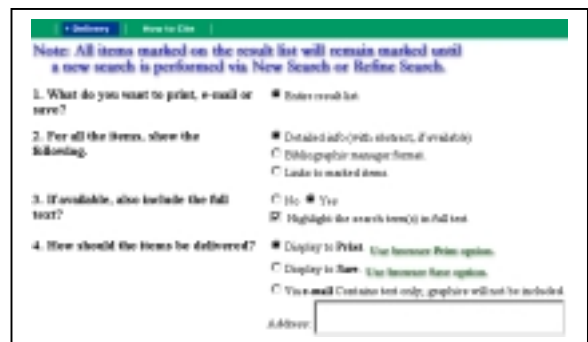 • Delivery | How to Cite |
Note: All items marked on the result list will remain marked until
a new search is performed via New Search or Refine Search.
1. What do you want to print, e-mail or Entire result list
save?
2. For all the items, show the Detailed info (with abstract, if available)
following. Bibliographic manager format.
Links to marked items.
3. If available, also include the full No Yes
text? Highlight the search term(s) in full text.
4. How should the items be delivered? Display to Print. Use browser Print option.
Display to Save. Use browser Save option.
Via e-mail Contains text only; graphics will not be included.
Address: